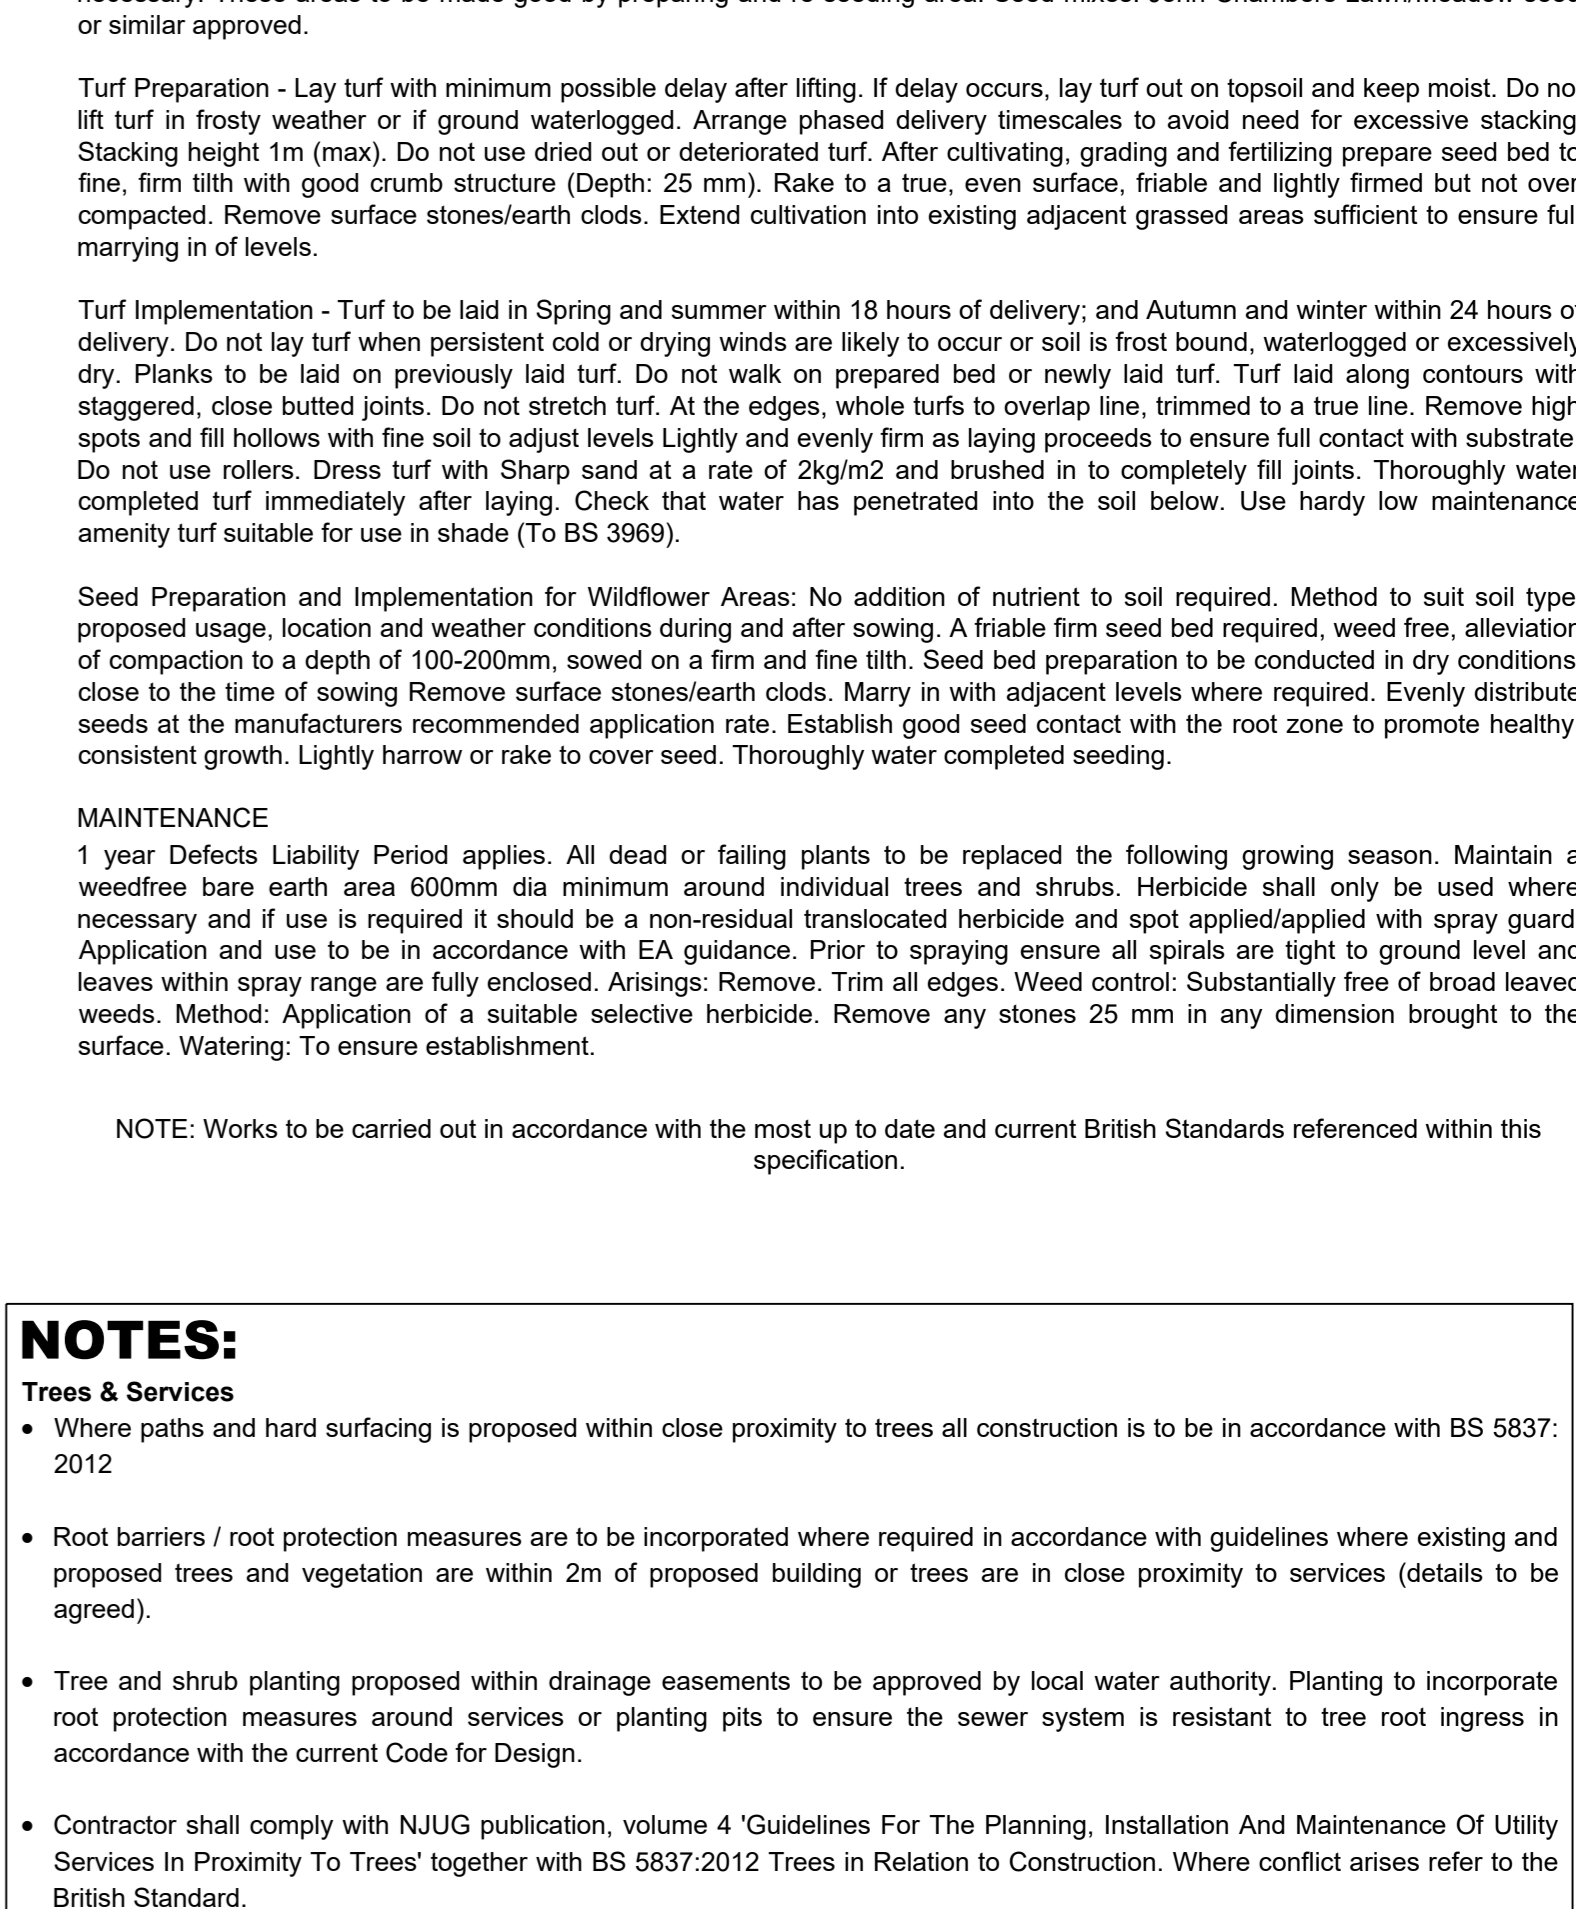 or similar approved.
Turf Preparation - Lay turf with minimum possible delay after lifting. If delay occurs, lay turf out on topsoil and keep moist. Do no
lift turf in frosty weather or if ground waterlogged. Arrange phased delivery timescales to avoid need for excessive stacking
Stacking height 1m (max). Do not use dried out or deteriorated turf. After cultivating, grading and fertilizing prepare seed bed to
fine, firm tilth with good crumb structure (Depth: 25 mm). Rake to a true, even surface, friable and lightly firmed but not over
compacted. Remove surface stones/earth clods. Extend cultivation into existing adjacent grassed areas sufficient to ensure ful
marrying in of levels.
Turf Implementation - Turf to be laid in Spring and summer within 18 hours of delivery; and Autumn and winter within 24 hours of
delivery. Do not lay turf when persistent cold or drying winds are likely to occur or soil is frost bound, waterlogged or excessively
dry. Planks to be laid on previously laid turf. Do not walk on prepared bed or newly laid turf. Turf laid along contours with
staggered, close butted joints. Do not stretch turf. At the edges, whole turfs to overlap line, trimmed to a true line. Remove high
spots and fill hollows with fine soil to adjust levels Lightly and evenly firm as laying proceeds to ensure full contact with substrate
Do not use rollers. Dress turf with Sharp sand at a rate of 2kg/m2 and brushed in to completely fill joints. Thoroughly water
completed turf immediately after laying. Check that water has penetrated into the soil below. Use hardy low maintenance
amenity turf suitable for use in shade (To BS 3969).
Seed Preparation and Implementation for Wildflower Areas: No addition of nutrient to soil required. Method to suit soil type
proposed usage, location and weather conditions during and after sowing. A friable firm seed bed required, weed free, alleviation
of compaction to a depth of 100-200mm, sowed on a firm and fine tilth. Seed bed preparation to be conducted in dry conditions
close to the time of sowing Remove surface stones/earth clods. Marry in with adjacent levels where required. Evenly distribute
seeds at the manufacturers recommended application rate. Establish good seed contact with the root zone to promote healthy
consistent growth. Lightly harrow or rake to cover seed. Thoroughly water completed seeding.
MAINTENANCE
1 year Defects Liability Period applies. All dead or failing plants to be replaced the following growing season. Maintain a
weedfree bare earth area 600mm dia minimum around individual trees and shrubs. Herbicide shall only be used where
necessary and if use is required it should be a non-residual translocated herbicide and spot applied/applied with spray guard
Application and use to be in accordance with EA guidance. Prior to spraying ensure all spirals are tight to ground level and
leaves within spray range are fully enclosed. Arisings: Remove. Trim all edges. Weed control: Substantially free of broad leaved
weeds. Method: Application of a suitable selective herbicide. Remove any stones 25 mm in any dimension brought to the
surface. Watering: To ensure establishment.
NOTE: Works to be carried out in accordance with the most up to date and current British Standards referenced within this
specification.
NOTES:
Trees & Services
• Where paths and hard surfacing is proposed within close proximity to trees all construction is to be in accordance with BS 5837:
2012
• Root barriers / root protection measures are to be incorporated where required in accordance with guidelines where existing and
proposed trees and vegetation are within 2m of proposed building or trees are in close proximity to services (details to be
agreed).
• Tree and shrub planting proposed within drainage easements to be approved by local water authority. Planting to incorporate
root protection measures around services or planting pits to ensure the sewer system is resistant to tree root ingress in
accordance with the current Code for Design.
• Contractor shall comply with NJUG publication, volume 4 'Guidelines For The Planning, Installation And Maintenance Of Utility
Services In Proximity To Trees' together with BS 5837:2012 Trees in Relation to Construction. Where conflict arises refer to the
British Standard.